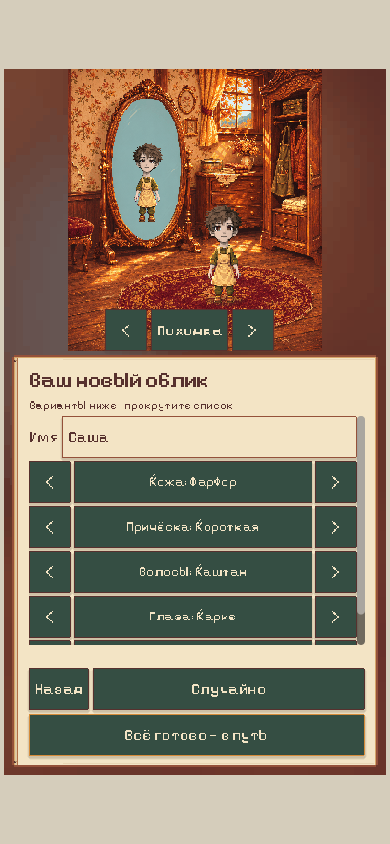 Пижимка
Ваш новый облик
Варианты ниже прокрутите список
Имя
Саша
Кожа: Фарфор
Причёска: Короткая
Волосы: Каштан
Глаза: Карие
Назад
Случайно
Всё готово – в путь